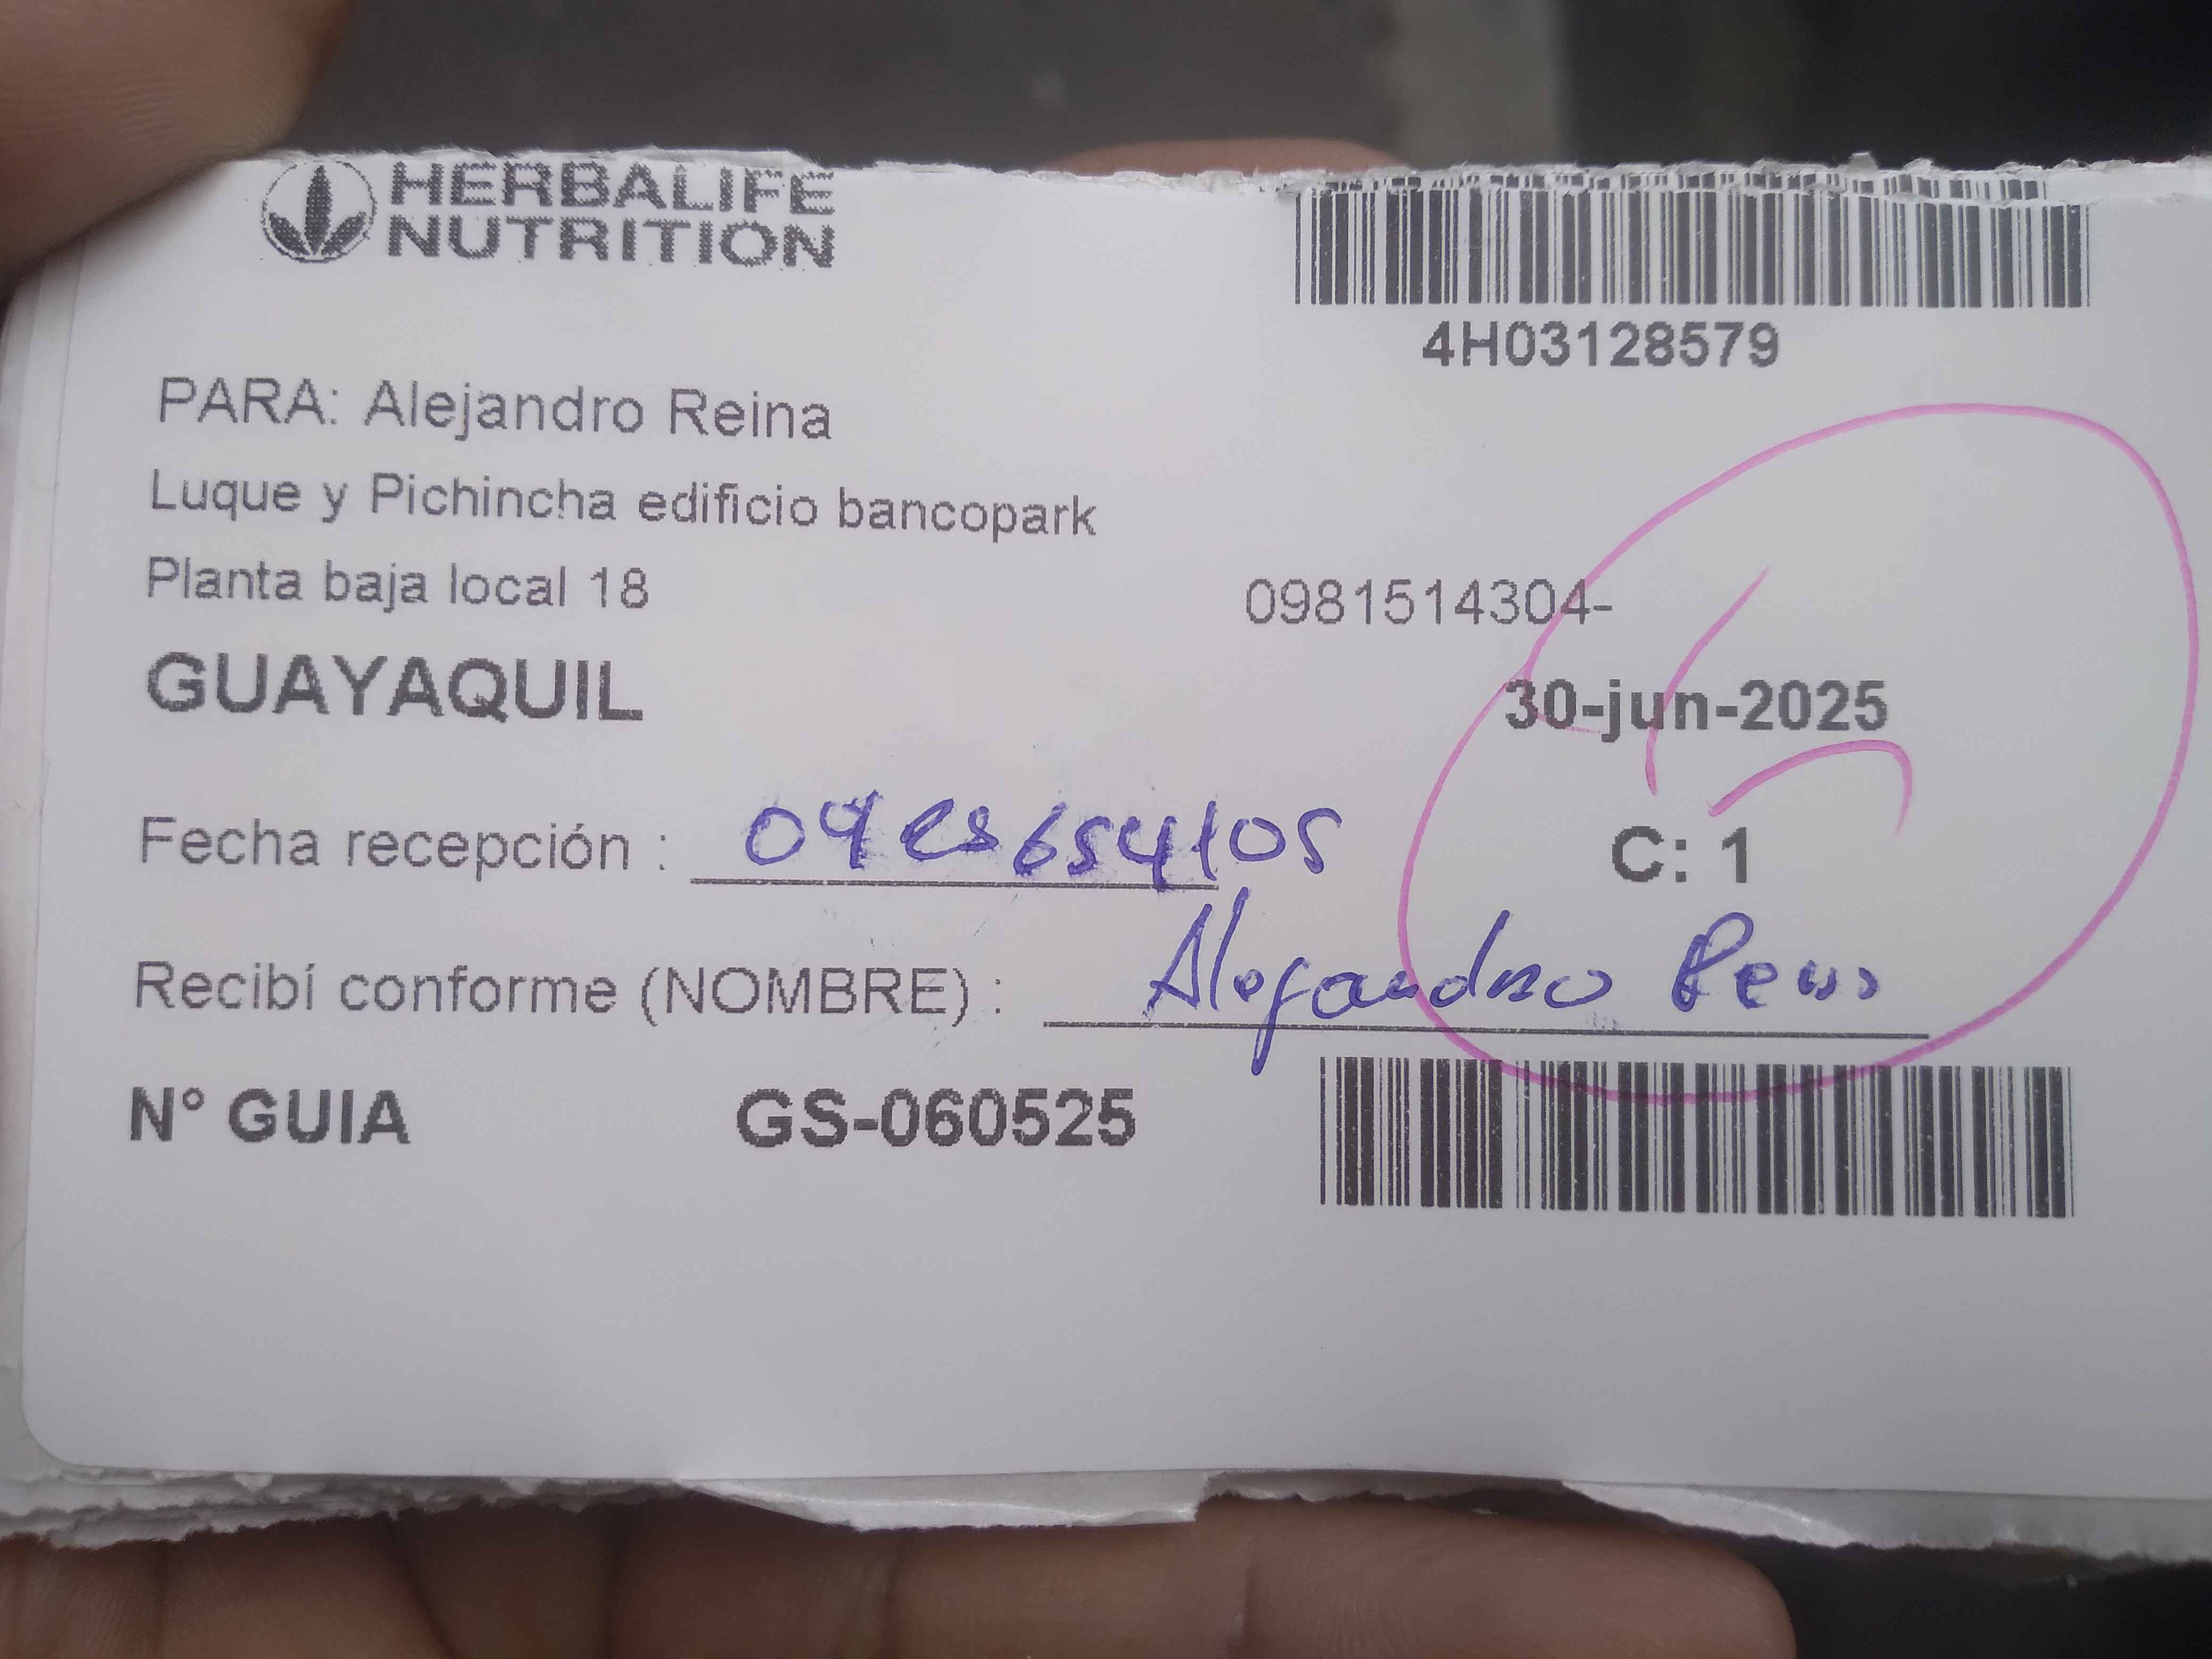 HERBALIFE
NUTRITION
4H03128579
PARA: Alejandro Reina
Luque y Pichincha edificio bancopark
Planta baja local 18
0981514304-
GUAYAQUIL
30-jun-2025
Fecha recepción :
C: 1
Recibí conforme (NOMBRE) : Alejandro
N° GUIA GS-060525